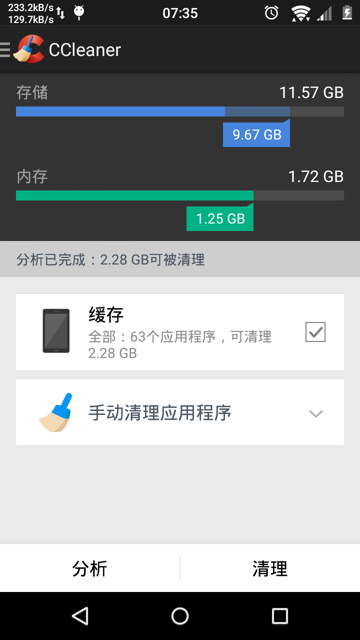 233.2kB/s
129.7kB/s
07:35
CCleaner
存储
11.57 GB
9.67 GB
内存
1.72 GB
1.25 GB
分析已完成：2.28 GB可被清理
缓存
全部：63个应用程序，可清理
2.28 GB
手动清理应用程序
分析
清理